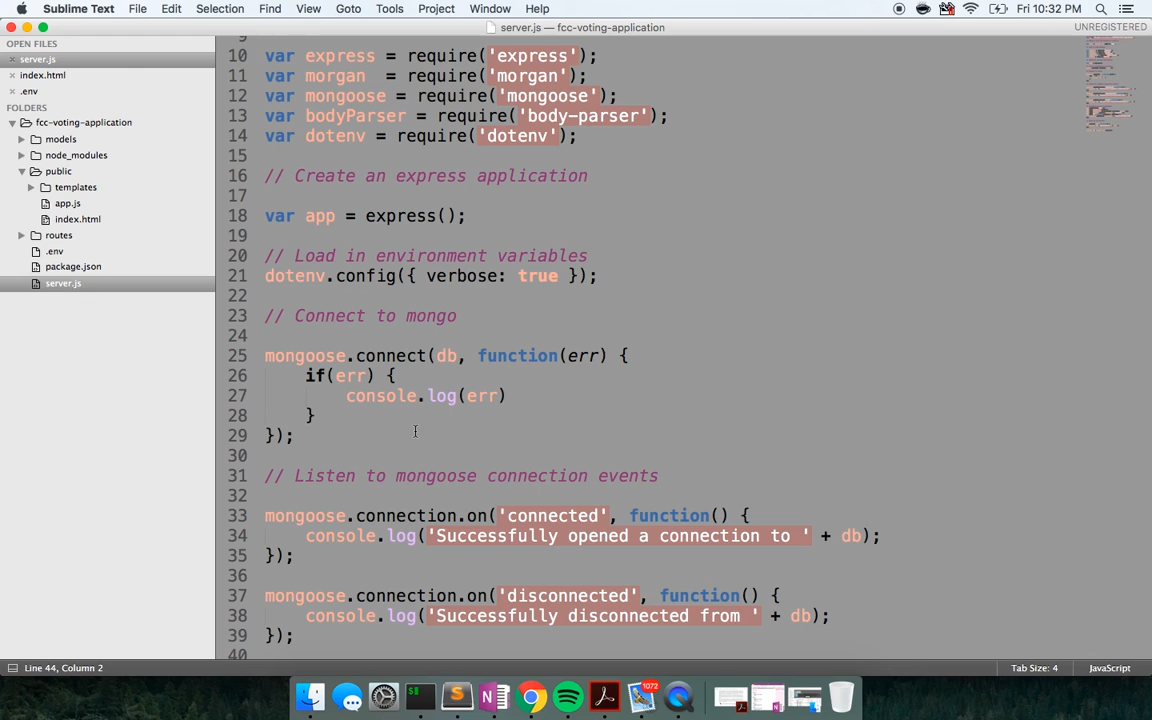 Sublime Text File Edit Selection Find View Goto Tools Project Window Help Fri 10:32 PM
server.js — fcc-voting-application UNREGISTERED
OPEN FILES
× server.js
× index.html
× .env
FOLDERS
fcc-voting-application
models
node_modules
public
templates
app.js
index.html
routes
.env
package.json
server.js
9
10 var express = require('express');
11 var morgan  = require('morgan');
12 var mongoose = require('mongoose');
13 var bodyParser = require('body-parser');
14 var dotenv = require('dotenv');
15
16 // Create an express application
17
18 var app = express();
19
20 // Load in environment variables
21 dotenv.config({ verbose: true });
22
23 // Connect to mongo
24
25 mongoose.connect(db, function(err) {
26     if(err) {
27         console.log(err)
28     }
29 });
30
31 // Listen to mongoose connection events
32
33 mongoose.connection.on('connected', function() {
34     console.log('Successfully opened a connection to ' + db);
35 });
36
37 mongoose.connection.on('disconnected', function() {
38     console.log('Successfully disconnected from ' + db);
39 });
40
Line 44, Column 2 Tab Size: 4 JavaScript
1072